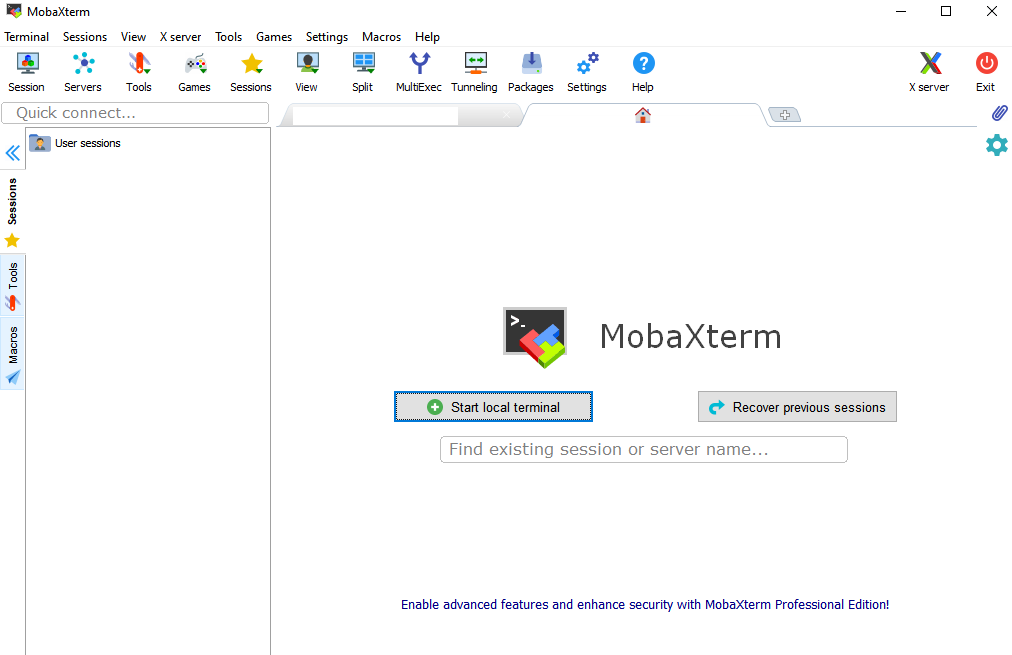 MobaXterm
Terminal Sessions View X server Tools Games Settings Macros Help
Session Servers Tools Games Sessions View Split MultiExec Tunneling Packages Settings Help X server Exit
Quick connect...
User sessions
Sessions
Tools
Macros
>_
MobaXterm
Start local terminal
Recover previous sessions
Find existing session or server name...
Enable advanced features and enhance security with MobaXterm Professional Edition!